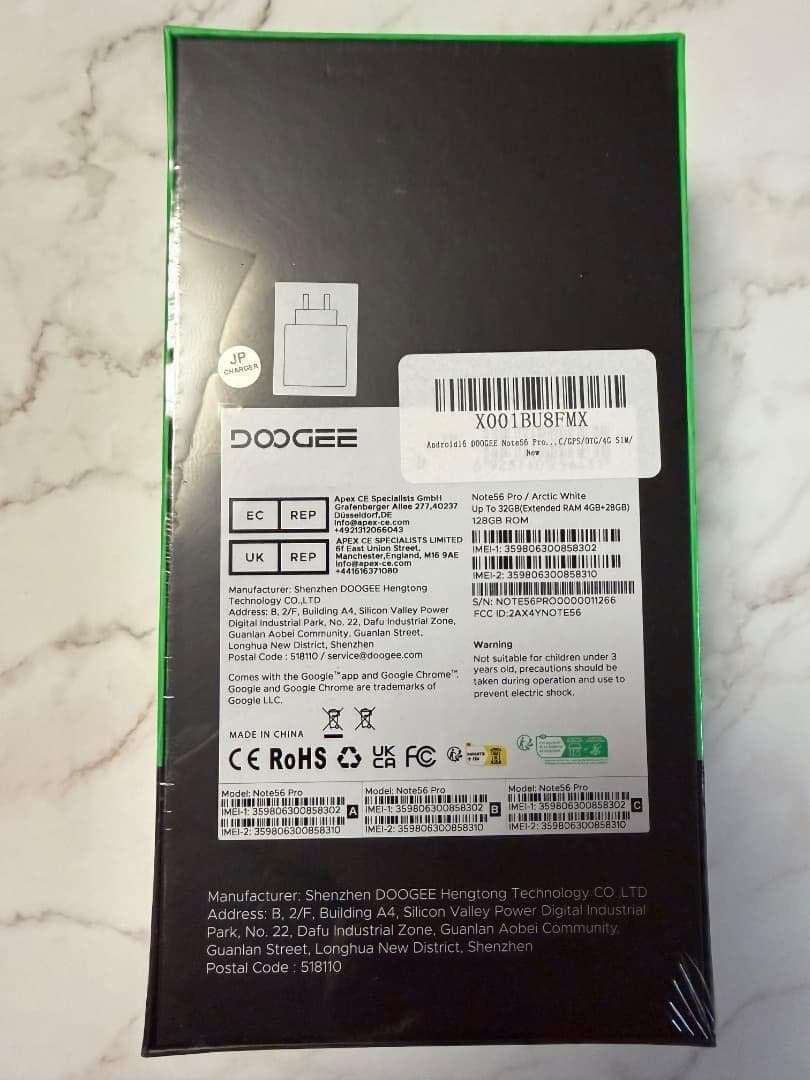 JP
CHARGER
X001BU8FMX
Android16 DOOGEE Note56 Pro...C/GPS/OTG/4G SIM/
New
DOOGEE
EC REP
Apex CE Specialists GmbH
Grafenberger Allee 277,40237
Düsseldorf,DE
Info@apex-ce.com
+4921312066043
UK REP
APEX CE SPECIALISTS LIMITED
6f East Union Street,
Manchester,England, M16 9AE
Info@apex-ce.com
+441616371080
Manufacturer: Shenzhen DOOGEE Hengtong
Technology CO.,LTD
Address: B, 2/F, Building A4, Silicon Valley Power
Digital Industrial Park, No. 22, Dafu Industrial Zone,
Guanlan Aobei Community, Guanlan Street,
Longhua New District, Shenzhen
Postal Code : 518110 / service@doogee.com
Comes with the Google™ app and Google Chrome™.
Google and Google Chrome are trademarks of
Google LLC.
MADE IN CHINA
CE RoHS UK CA FC
Note56 Pro / Arctic White
Up To 32GB(Extended RAM 4GB+28GB)
128GB ROM
IMEI-1: 359806300858302
IMEI-2: 359806300858310
S/N: NOTE56PRO0000011266
FCC ID:2AX4YNOTE56
Warning
Not suitable for children under 3
years old, precautions should be
taken during operation and use to
prevent electric shock.
Model: Note56 Pro
IMEI-1: 359806300858302
IMEI-2: 359806300858310
A
Model: Note56 Pro
IMEI-1: 359806300858302
IMEI-2: 359806300858310
B
Model: Note56 Pro
IMEI-1: 359806300858302
IMEI-2: 359806300858310
C
Manufacturer: Shenzhen DOOGEE Hengtong Technology CO.,LTD
Address: B, 2/F, Building A4, Silicon Valley Power Digital Industrial
Park, No. 22, Dafu Industrial Zone, Guanlan Aobei Community,
Guanlan Street, Longhua New District, Shenzhen
Postal Code : 518110